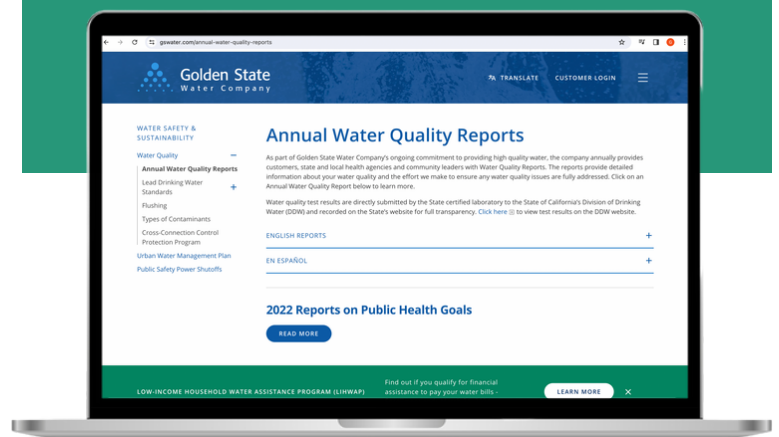 gswater.com/annual-water-quality-reports
Golden State
Water Company
TRANSLATE
CUSTOMER LOGIN
WATER SAFETY &
SUSTAINABILITY
Water Quality
Annual Water Quality Reports
Lead Drinking Water
Standards
Flushing
Types of Contaminants
Cross-Connection Control
Protection Program
Urban Water Management Plan
Public Safety Power Shutoffs
Annual Water Quality Reports
As part of Golden State Water Company's ongoing commitment to providing high quality water, the company annually provides
customers, state and local health agencies and community leaders with Water Quality Reports. The reports provide detailed
information about your water quality and the effort we make to ensure any water quality issues are fully addressed. Click on an
Annual Water Quality Report below to learn more.
Water quality test results are directly submitted by the State certified laboratory to the State of California's Division of Drinking
Water (DDW) and recorded on the State's website for full transparency. Click here to view test results on the DDW website.
ENGLISH REPORTS
EN ESPAÑOL
2022 Reports on Public Health Goals
READ MORE
LOW-INCOME HOUSEHOLD WATER ASSISTANCE PROGRAM (LIHWAP)
Find out if you qualify for financial
assistance to pay your water bills -
LEARN MORE